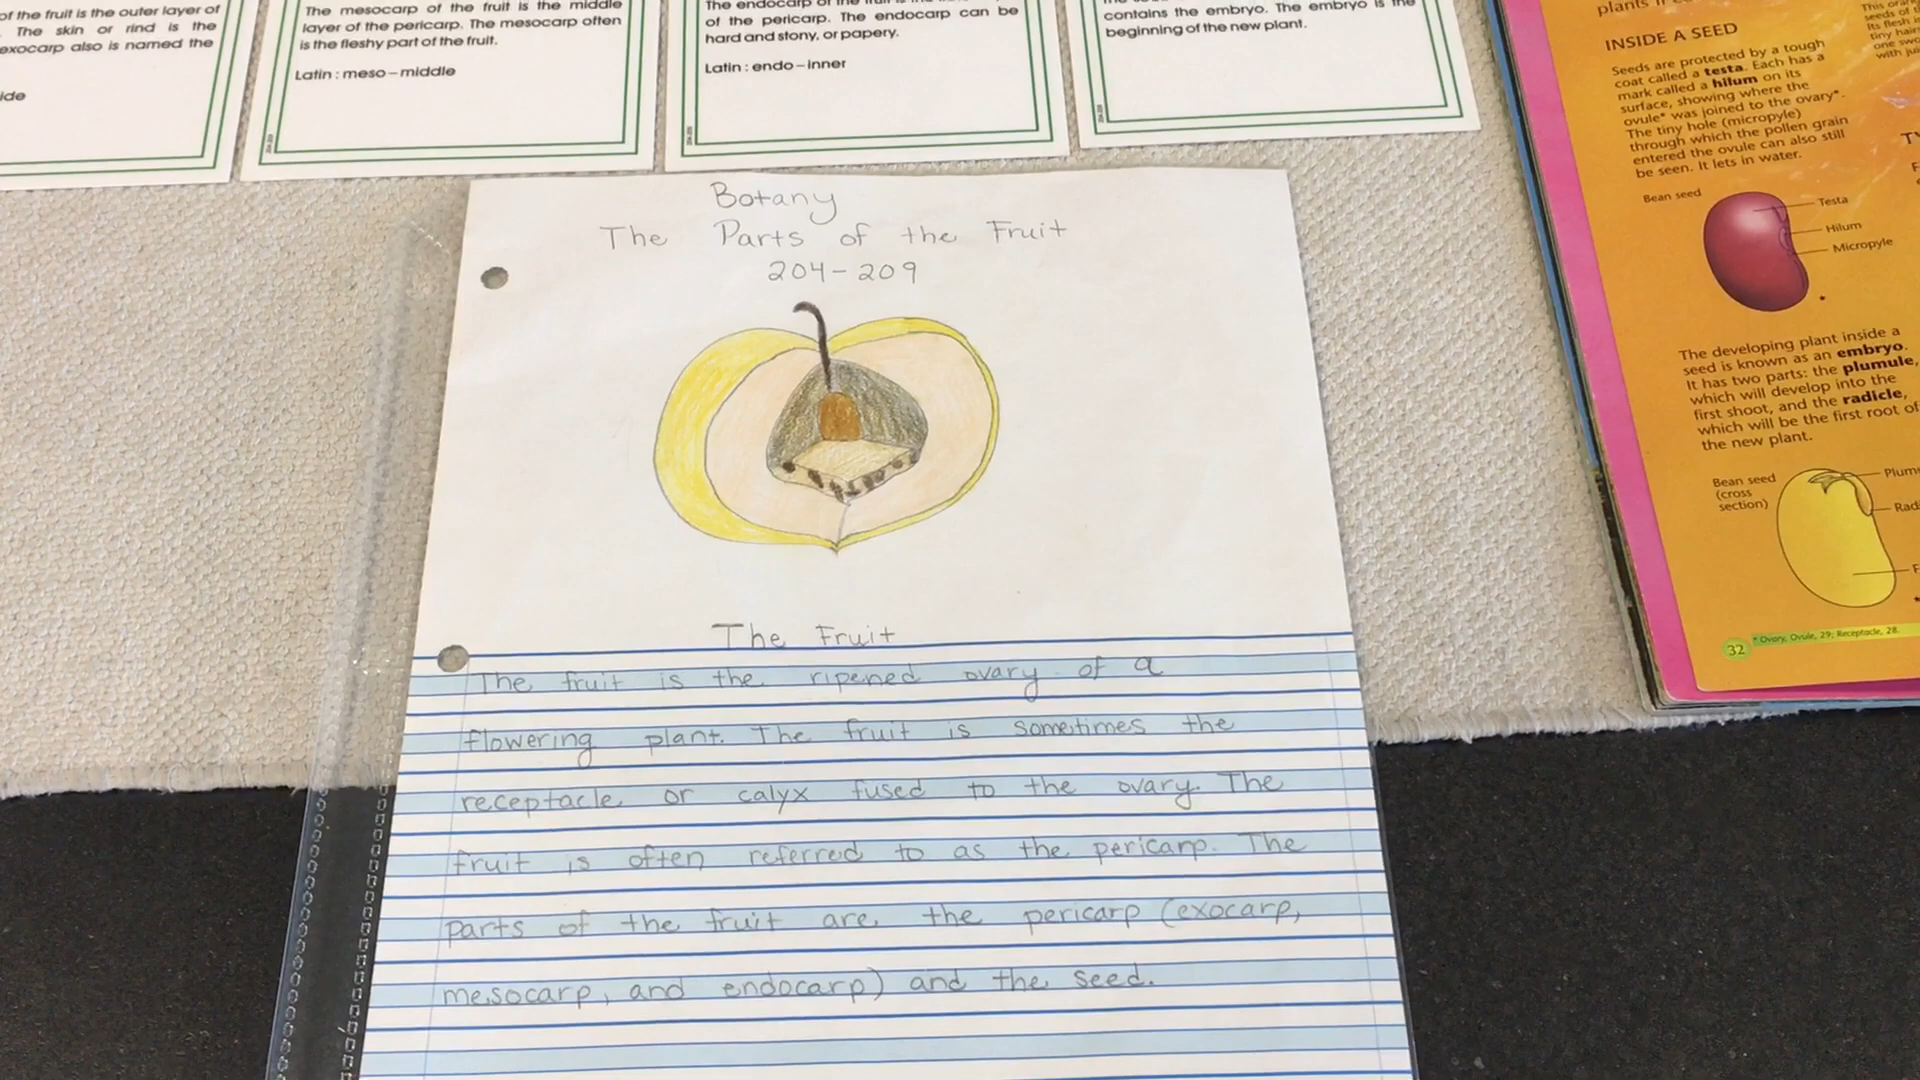 of the fruit is the outer layer of
The skin or rind is the
exocarp also is named the
ide
The mesocarp of the fruit is the middle
layer of the pericarp. The mesocarp often
is the fleshy part of the fruit.
Latin : meso – middle
of the pericarp. The endocarp can be
hard and stony, or papery.
Latin : endo – inner
contains the embryo. The embryo is the
beginning of the new plant.
Botany
The Parts of the Fruit
204-209
The Fruit
The fruit is the ripened ovary of a
flowering plant. The fruit is sometimes the
receptacle or calyx fused to the ovary. The
fruit is often referred to as the pericarp. The
parts of the fruit are the pericarp (exocarp,
mesocarp, and endocarp) and the seed.
plants
INSIDE A SEED
Seeds are protected by a tough
coat called a testa. Each has a
mark called a hilum on its
surface, showing where the
ovule* was joined to the ovary*.
The tiny hole (micropyle)
through which the pollen grain
entered the ovule can also still
be seen. It lets in water.
Bean seed
Testa
Hilum
Micropyle
The developing plant inside a
seed is known as an embryo.
It has two parts: the plumule,
which will develop into the
first shoot, and the radicle,
which will be the first root of
the new plant.
Bean seed
(cross
section)
Plum
Rad
F
32
* Ovary, Ovule, 29; Receptacle, 28.